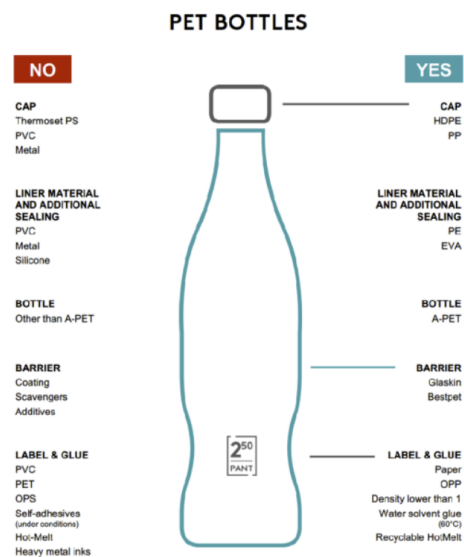 PET BOTTLES
NO
CAP
Thermoset PS
PVC
Metal
LINER MATERIAL
AND ADDITIONAL
SEALING
PVC
Metal
Silicone
BOTTLE
Other than A-PET
BARRIER
Coating
Scavengers
Additives
LABEL & GLUE
PVC
PET
OPS
Self-adhesives
(under conditions)
Hot-Melt
Heavy metal inks
2⁵⁰
PANT
YES
CAP
HDPE
PP
LINER MATERIAL
AND ADDITIONAL
SEALING
PE
EVA
BOTTLE
A-PET
BARRIER
Glaskin
Bestpet
LABEL & GLUE
Paper
OPP
Density lower than 1
Water solvent glue
(60°C)
Recyclable HotMelt